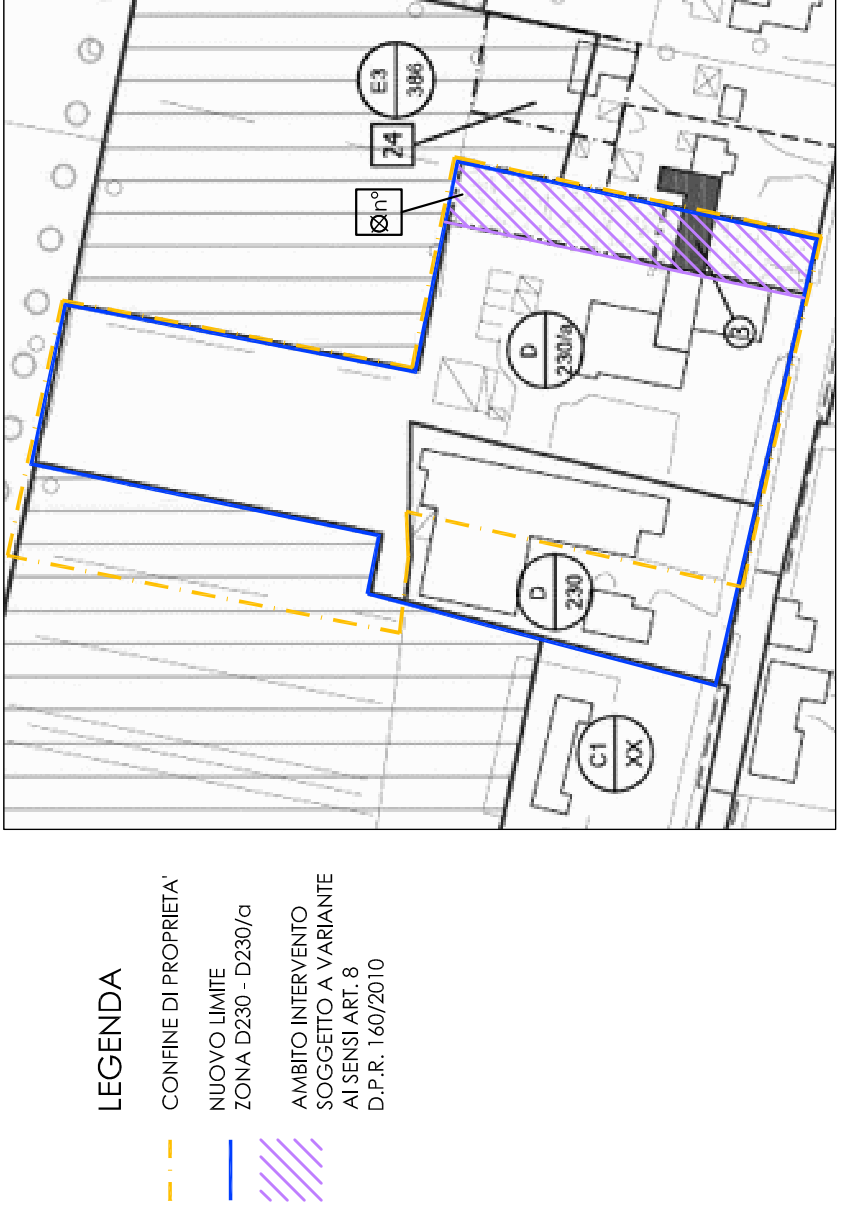 E3
386
24
⊗n°
D
230/a
B
D
230
C1
XX
LEGENDA
CONFINE DI PROPRIETA'
NUOVO LIMITE
ZONA D230 - D230/a
AMBITO INTERVENTO
SOGGETTO A VARIANTE
AI SENSI ART. 8
D.P.R. 160/2010